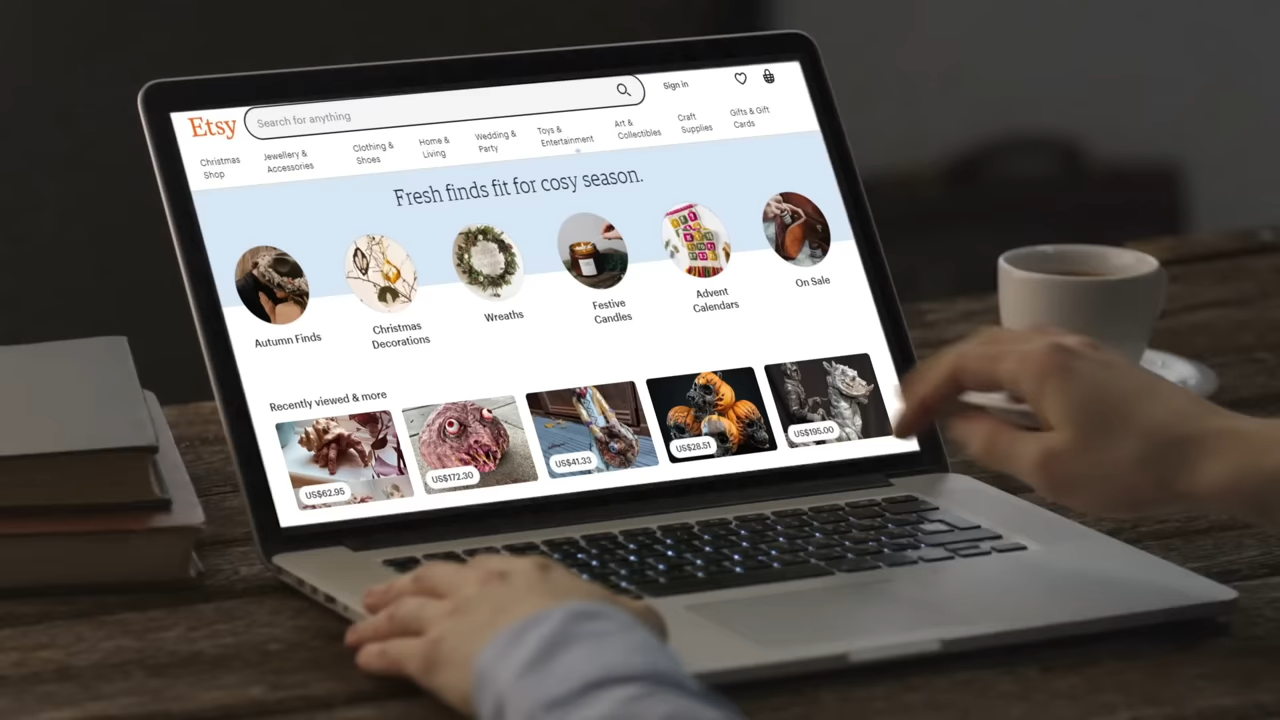 Etsy
Search for anything
Sign in
Christmas
Shop
Jewellery &
Accessories
Clothing &
Shoes
Home &
Living
Wedding &
Party
Toys &
Entertainment
Art &
Collectibles
Craft
Supplies
Gifts & Gift
Cards
Fresh finds fit for cosy season.
Autumn Finds
Christmas
Decorations
Wreaths
Festive
Candles
Advent
Calendars
On Sale
Recently viewed & more
US$62.95
US$172.30
US$41.33
US$28.51
US$195.00